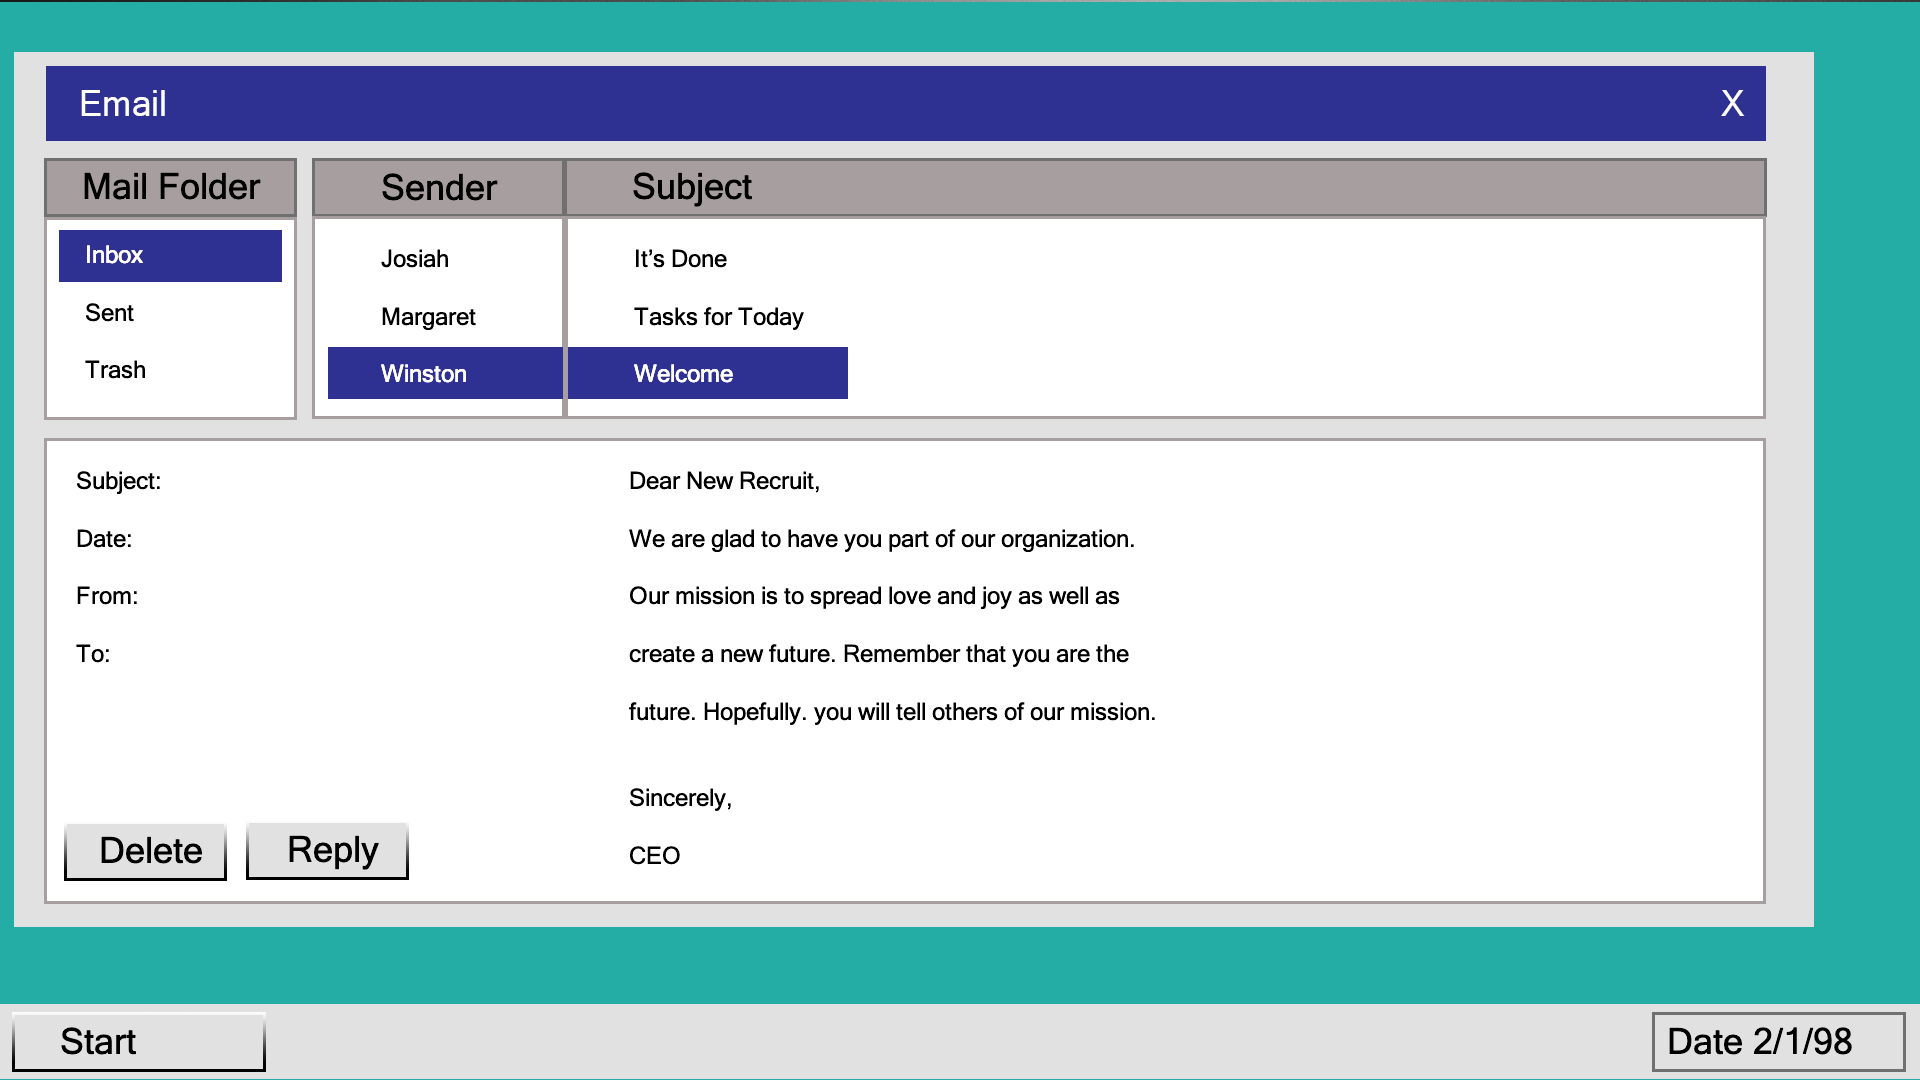 Email X
Mail Folder Sender Subject
Inbox Josiah It’s Done
Sent Margaret Tasks for Today
Trash Winston Welcome
Subject:
Date:
From:
To:
Dear New Recruit,
We are glad to have you part of our organization.
Our mission is to spread love and joy as well as
create a new future. Remember that you are the
future. Hopefully. you will tell others of our mission.
Sincerely,
CEO
Delete Reply
Start Date 2/1/98